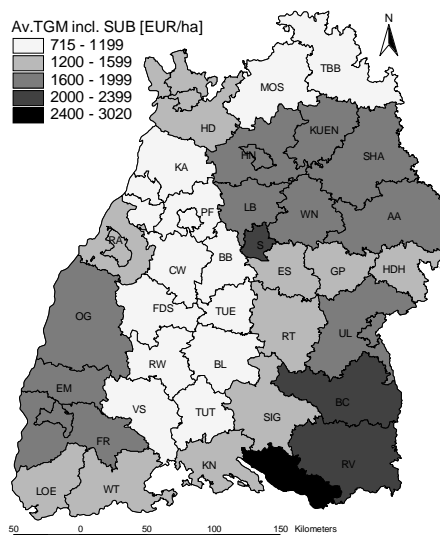 Av.TGM incl. SUB [EUR/ha]
715 - 1199
1200 - 1599
1600 - 1999
2000 - 2399
2400 - 3020
N
TBB
MOS
HD
KUEN
HN
SHA
KA
LB
WN
AA
PF
RA
S
BB
CW
ES
GP
HDH
FDS
TUE
OG
RT
UL
RW
BL
EM
BC
VS
TUT
SIG
FR
KN
RV
LOE
WT
50 0 50 100 150 Kilometers